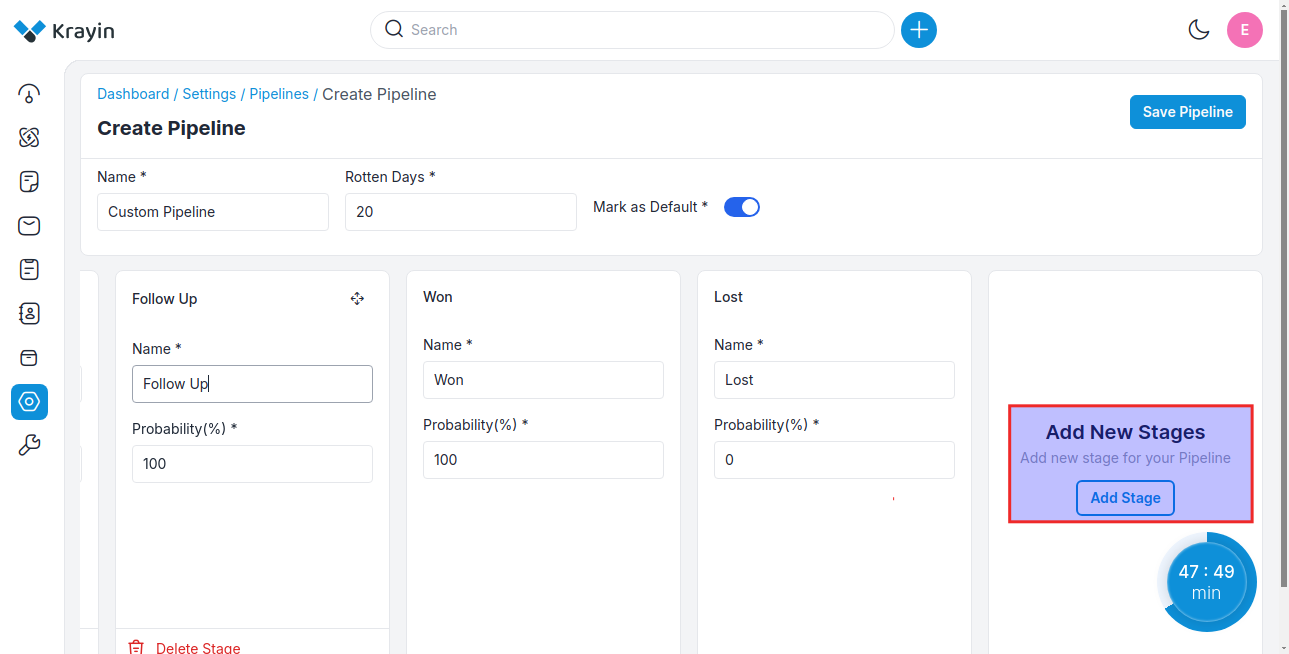 Krayin
Search
E
Dashboard / Settings / Pipelines / Create Pipeline
Create Pipeline
Save Pipeline
Name *
Rotten Days *
Custom Pipeline
20
Mark as Default *
Follow Up
Name *
Follow Up
Probability(%) *
100
Delete Stage
Won
Name *
Won
Probability(%) *
100
Lost
Name *
Lost
Probability(%) *
0
Add New Stages
Add new stage for your Pipeline
Add Stage
47 : 49
min